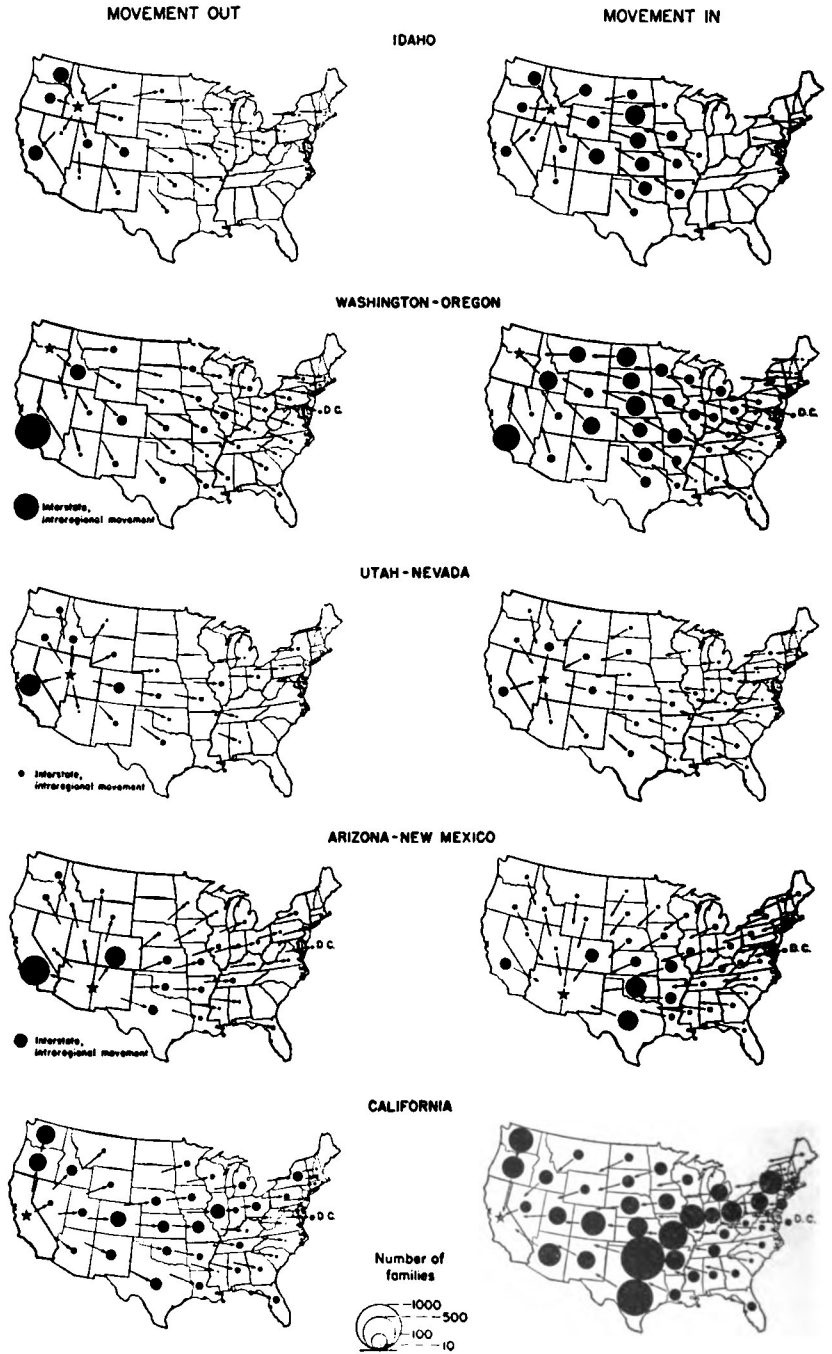 MOVEMENT OUT
MOVEMENT IN
IDAHO
WASHINGTON-OREGON
D.C.
D.C.
Interstate,
intraregional movement
UTAH-NEVADA
Interstate,
intraregional movement
ARIZONA-NEW MEXICO
D.C.
D.C.
Interstate,
intraregional movement
CALIFORNIA
D.C.
D.C.
Number of
families
1000
500
100
10